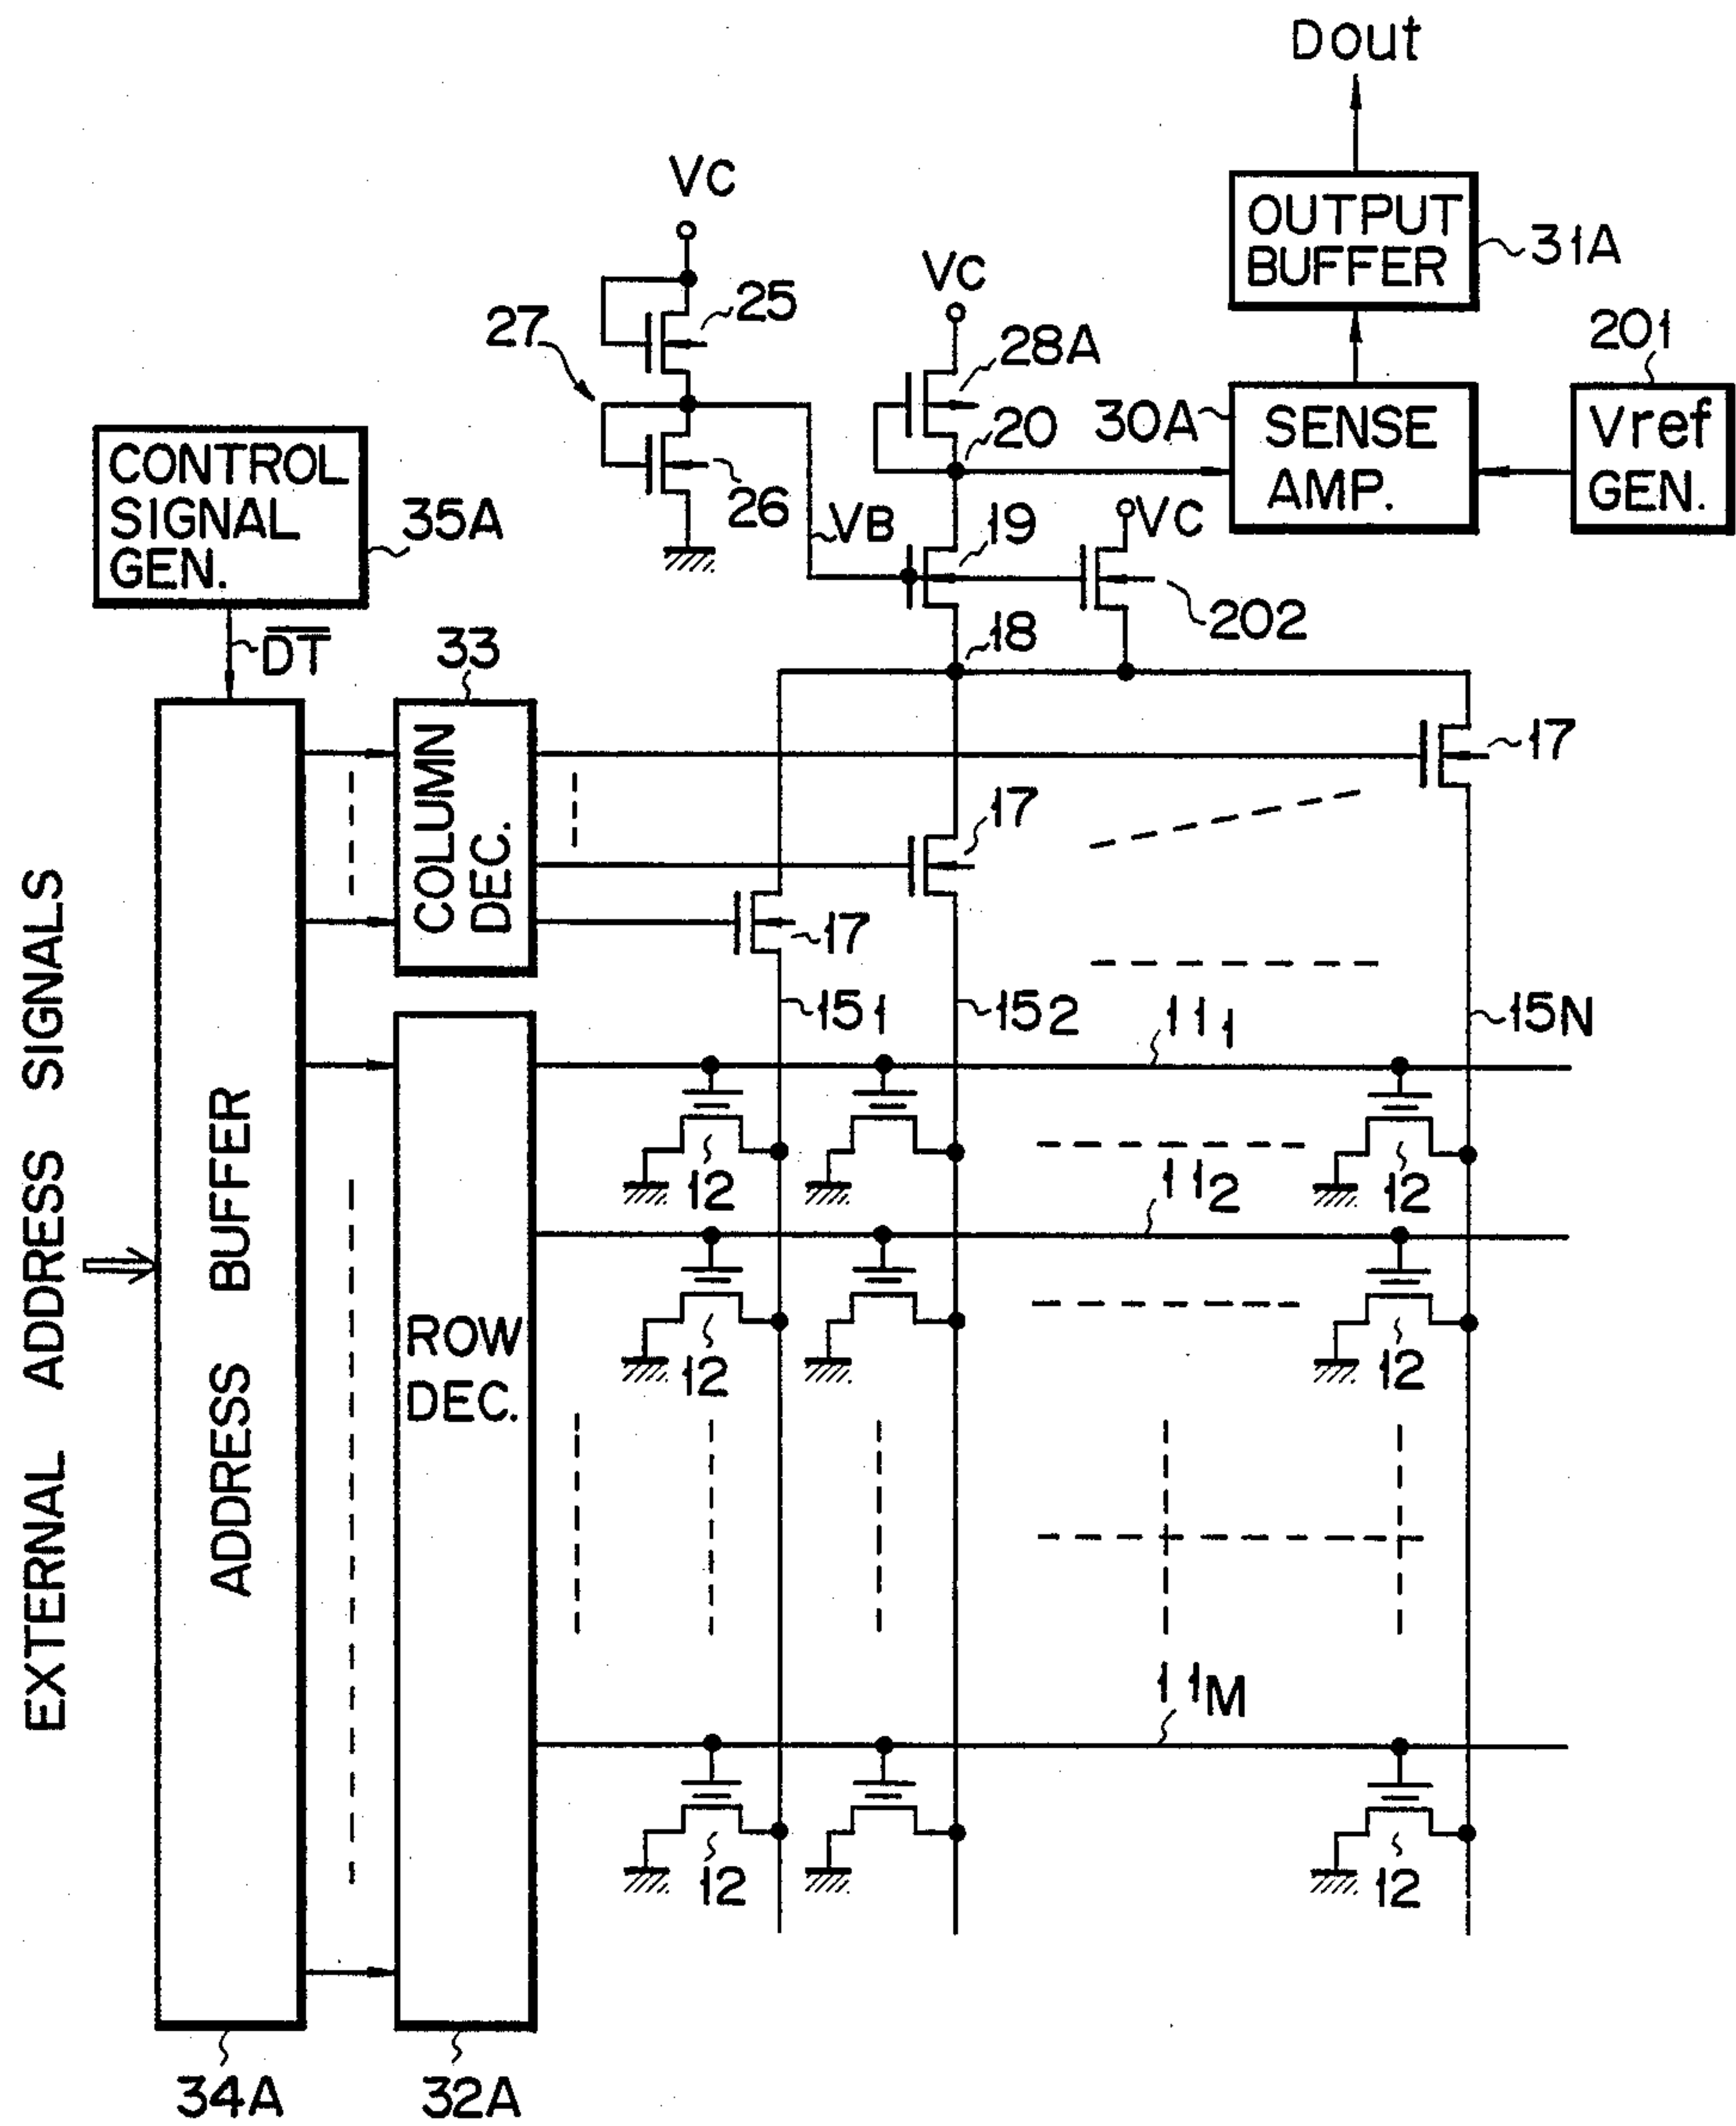 Dout
VC
OUTPUT
BUFFER
31A
VC
25
27
28A
201
20
30A
SENSE
AMP.
Vref
GEN.
CONTROL
SIGNAL
GEN.
35A
26
VB
19
VC
202
DT
33
18
17
COLUMN
DEC.
17
17
151
152
111
15N
EXTERNAL ADDRESS SIGNALS
ADDRESS BUFFER
12
12
112
ROW
DEC.
12
12
11M
12
12
34A
32A